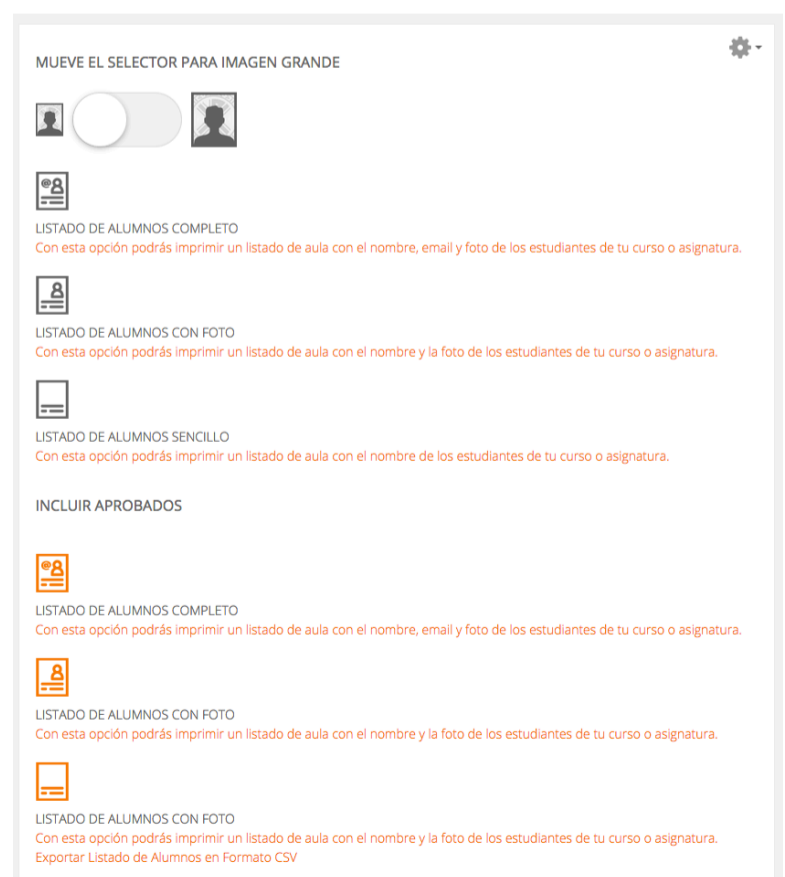 MUEVE EL SELECTOR PARA IMAGEN GRANDE
LISTADO DE ALUMNOS COMPLETO
Con esta opción podrás imprimir un listado de aula con el nombre, email y foto de los estudiantes de tu curso o asignatura.
LISTADO DE ALUMNOS CON FOTO
Con esta opción podrás imprimir un listado de aula con el nombre y la foto de los estudiantes de tu curso o asignatura.
LISTADO DE ALUMNOS SENCILLO
Con esta opción podrás imprimir un listado de aula con el nombre de los estudiantes de tu curso o asignatura.
INCLUIR APROBADOS
LISTADO DE ALUMNOS COMPLETO
Con esta opción podrás imprimir un listado de aula con el nombre, email y foto de los estudiantes de tu curso o asignatura.
LISTADO DE ALUMNOS CON FOTO
Con esta opción podrás imprimir un listado de aula con el nombre y la foto de los estudiantes de tu curso o asignatura.
LISTADO DE ALUMNOS CON FOTO
Con esta opción podrás imprimir un listado de aula con el nombre y la foto de los estudiantes de tu curso o asignatura.
Exportar Listado de Alumnos en Formato CSV